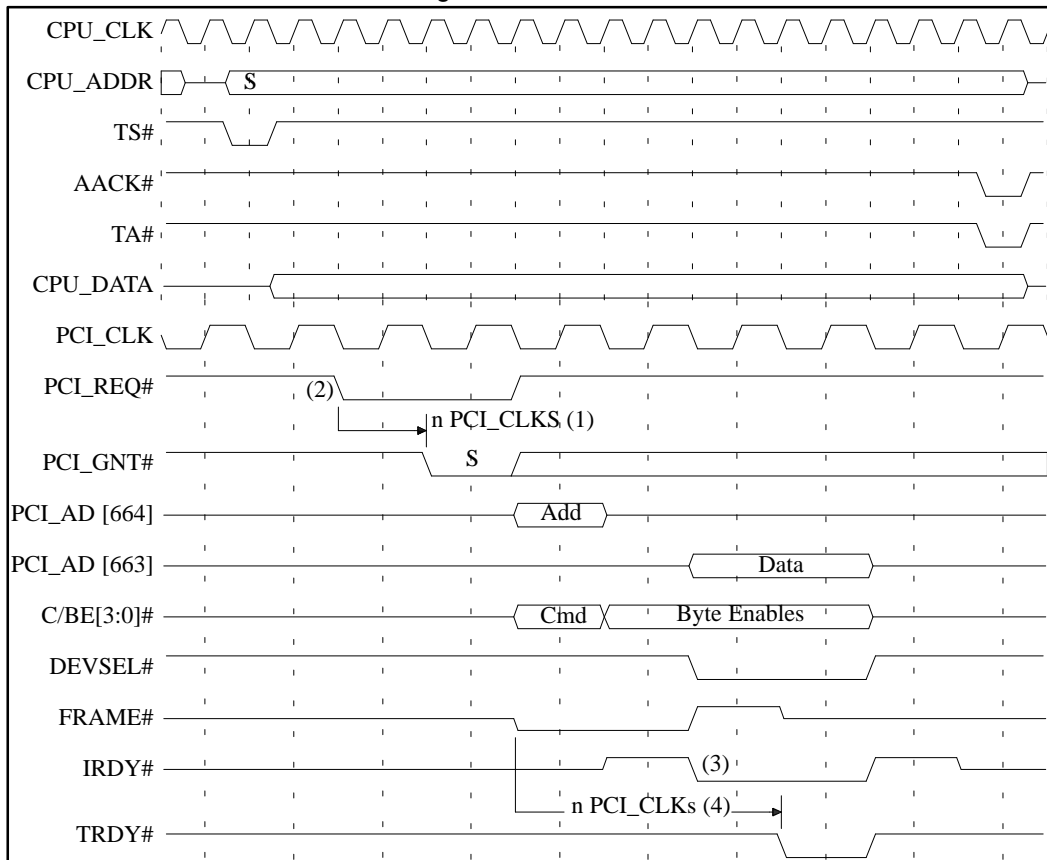 CPU_CLK
CPU_ADDR S
TS#
AACK#
TA#
CPU_DATA
PCI_CLK
PCI_REQ# (2)
n PCI_CLKS (1)
PCI_GNT# S
PCI_AD [664] Add
PCI_AD [663] Data
C/BE[3:0]# Cmd Byte Enables
DEVSEL#
FRAME#
IRDY# (3)
n PCI_CLKs (4)
TRDY#